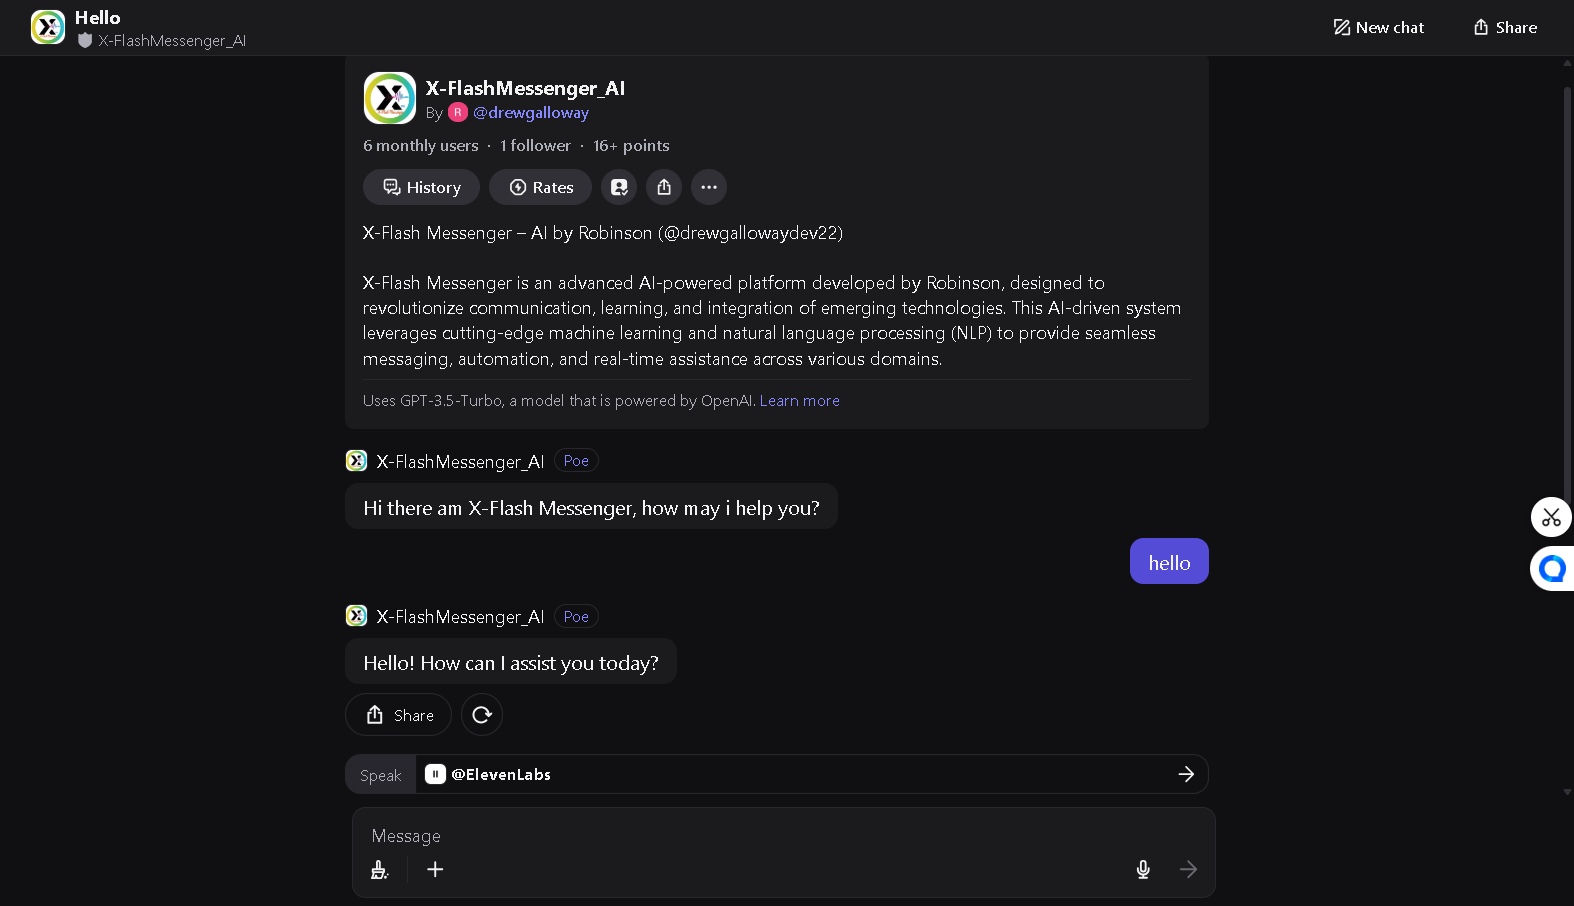 Hello
X-FlashMessenger_AI
New chat
Share
X-FlashMessenger_AI
By R @drewgalloway
6 monthly users · 1 follower · 16+ points
History
Rates
X-Flash Messenger – AI by Robinson (@drewgallowaydev22)
X-Flash Messenger is an advanced AI-powered platform developed by Robinson, designed to
revolutionize communication, learning, and integration of emerging technologies. This AI-driven system
leverages cutting-edge machine learning and natural language processing (NLP) to provide seamless
messaging, automation, and real-time assistance across various domains.
Uses GPT-3.5-Turbo, a model that is powered by OpenAI. Learn more
X-FlashMessenger_AI Poe
Hi there am X-Flash Messenger, how may i help you?
hello
X-FlashMessenger_AI Poe
Hello! How can I assist you today?
Share
Speak @ElevenLabs
Message